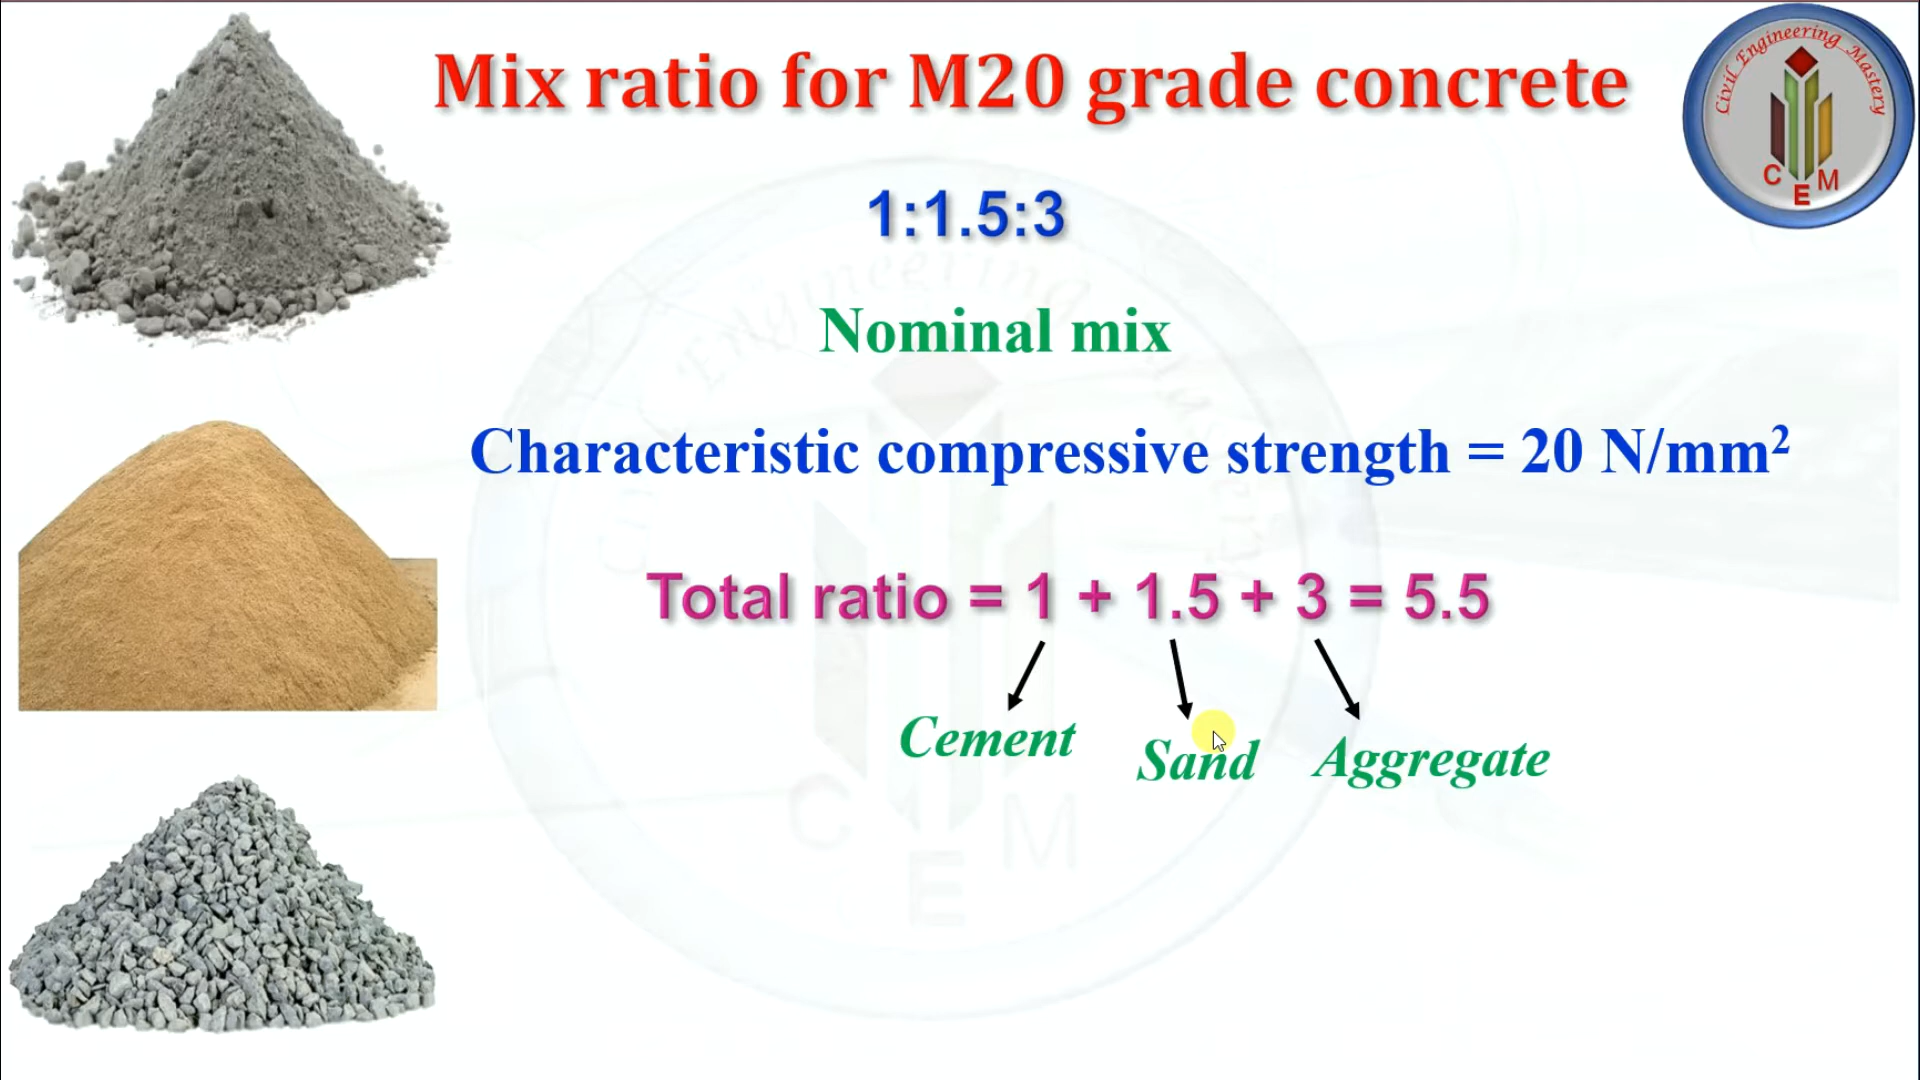 Mix ratio for M20 grade concrete
Civil Engineering Mastery
C E M
1:1.5:3
Nominal mix
Characteristic compressive strength = 20 N/mm²
Total ratio = 1 + 1.5 + 3 = 5.5
Cement Sand Aggregate
C E M